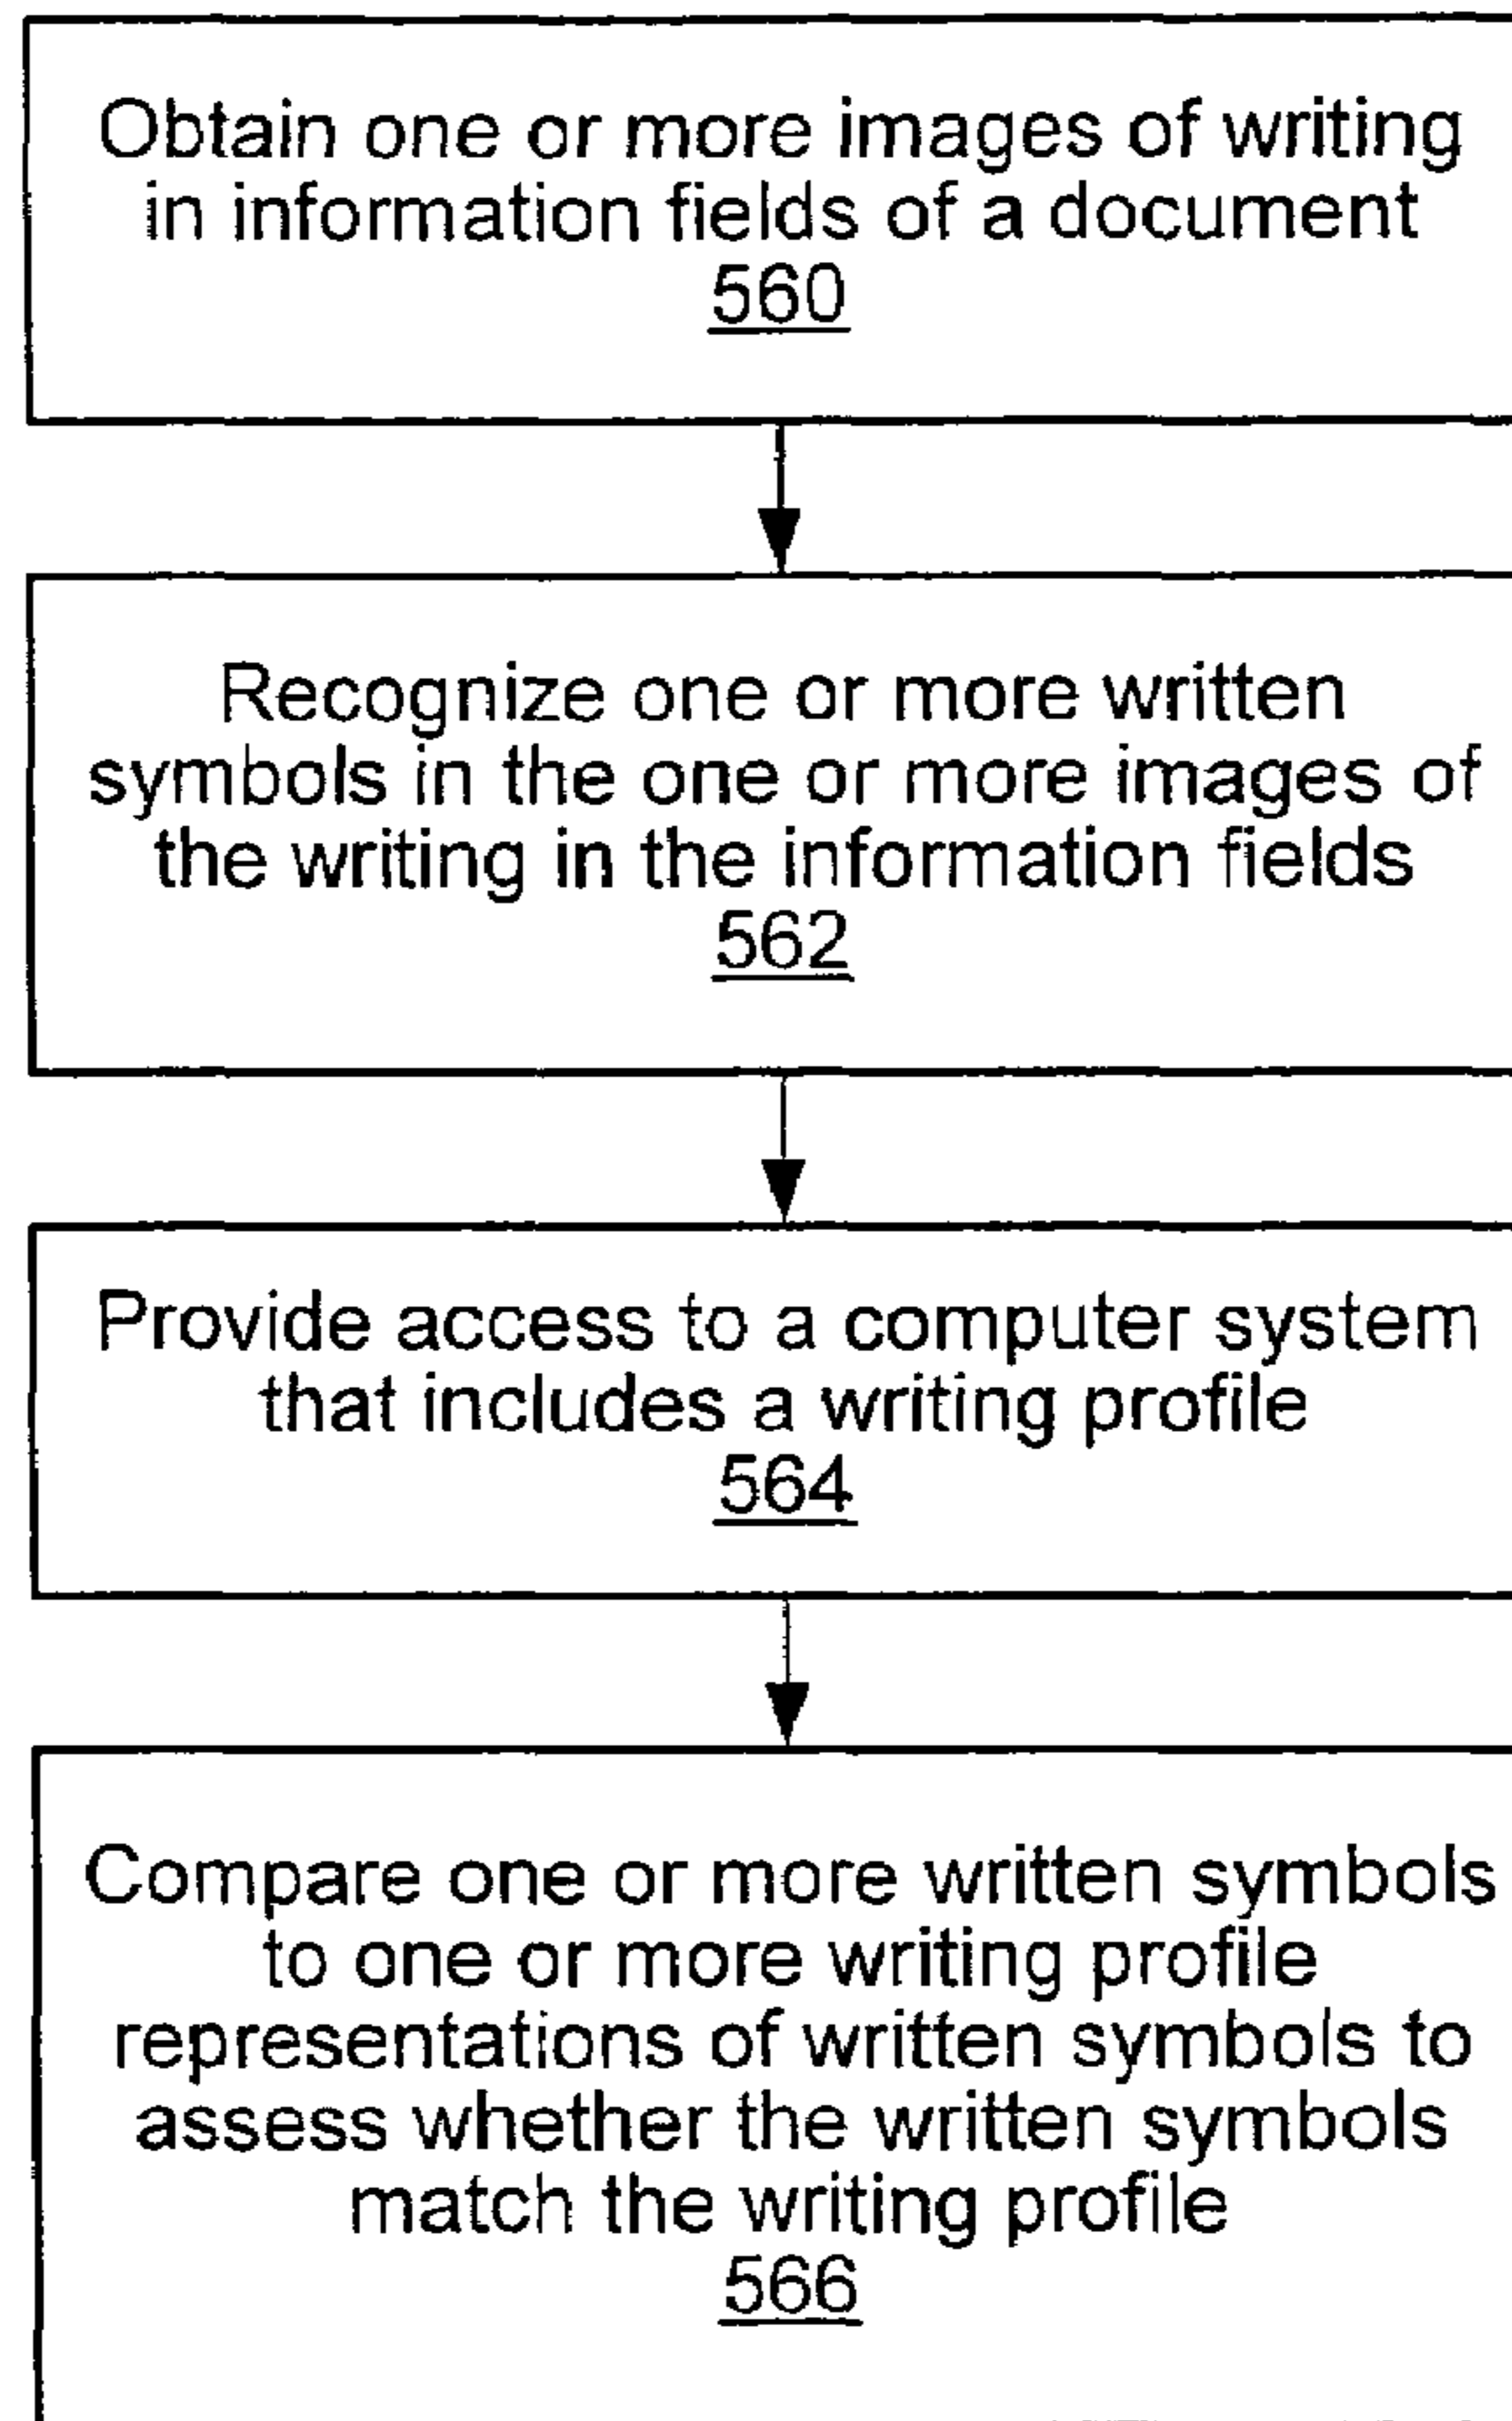 Obtain one or more images of writing
in information fields of a document
560
Recognize one or more written
symbols in the one or more images of
the writing in the information fields
562
Provide access to a computer system
that includes a writing profile
564
Compare one or more written symbols
to one or more writing profile
representations of written symbols to
assess whether the written symbols
match the writing profile
566